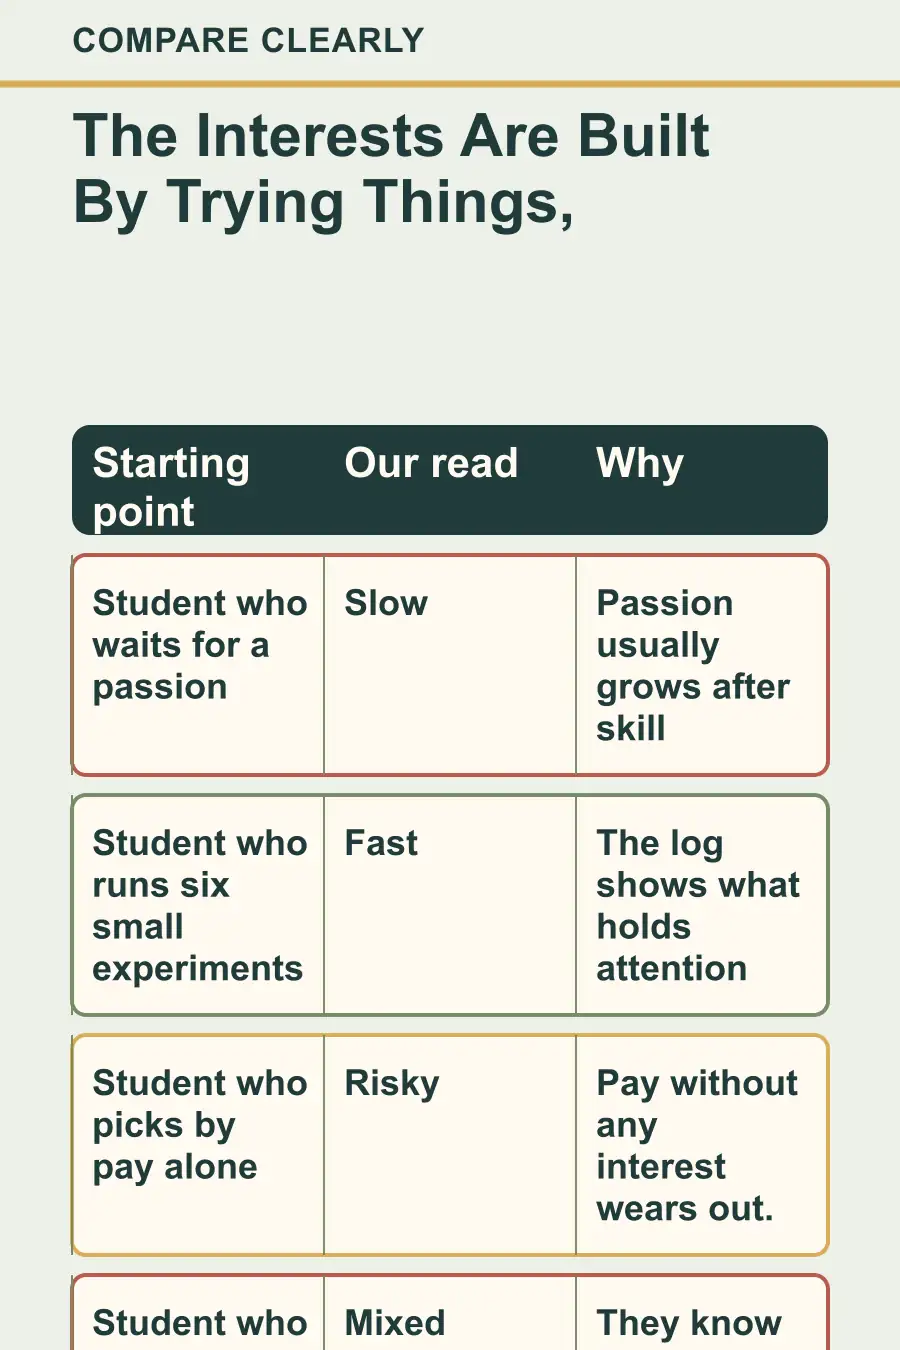 COMPARE CLEARLY
The Interests Are Built
By Trying Things,
Starting
point
Our read
Why
Student who
waits for a
passion
Slow
Passion
usually
grows after
skill
Student who
runs six
small
experiments
Fast
The log
shows what
holds
attention
Student who
picks by
pay alone
Risky
Pay without
any
interest
wears out.
Student who
Mixed
They know